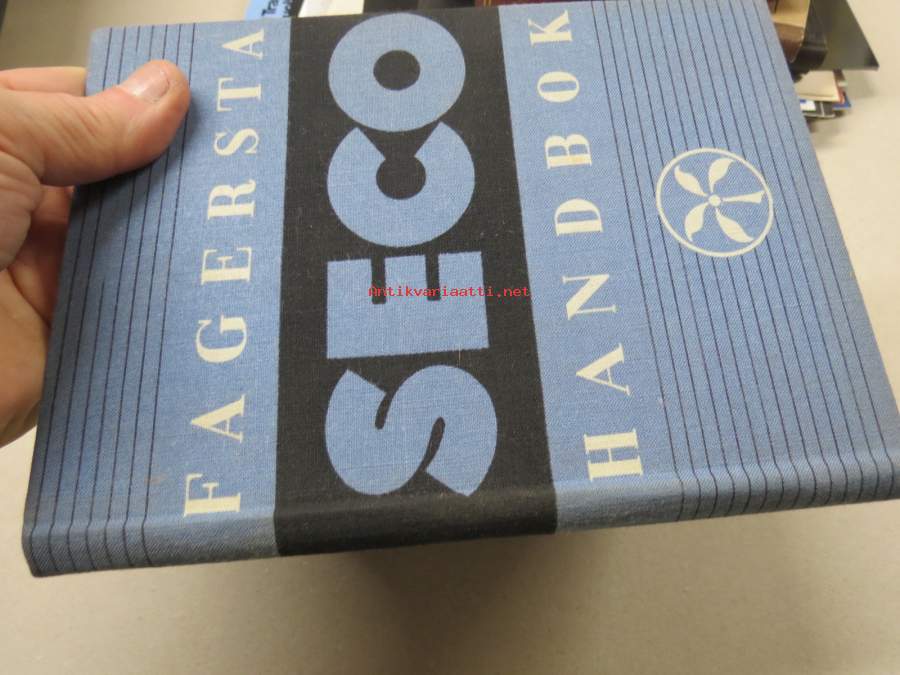 FAGERSTA
SECO
HANDBOK
Antikvariaatti.net